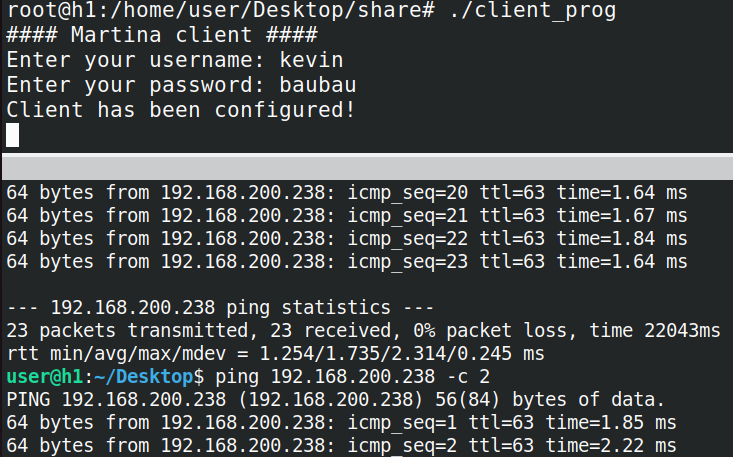 root@h1:/home/user/Desktop/share# ./client_prog
#### Martina client ####
Enter your username: kevin
Enter your password: baubau
Client has been configured!
64 bytes from 192.168.200.238: icmp_seq=20 ttl=63 time=1.64 ms
64 bytes from 192.168.200.238: icmp_seq=21 ttl=63 time=1.67 ms
64 bytes from 192.168.200.238: icmp_seq=22 ttl=63 time=1.84 ms
64 bytes from 192.168.200.238: icmp_seq=23 ttl=63 time=1.64 ms
--- 192.168.200.238 ping statistics ---
23 packets transmitted, 23 received, 0% packet loss, time 22043ms
rtt min/avg/max/mdev = 1.254/1.735/2.314/0.245 ms
user@h1:~/Desktop$ ping 192.168.200.238 -c 2
PING 192.168.200.238 (192.168.200.238) 56(84) bytes of data.
64 bytes from 192.168.200.238: icmp_seq=1 ttl=63 time=1.85 ms
64 bytes from 192.168.200.238: icmp_seq=2 ttl=63 time=2.22 ms